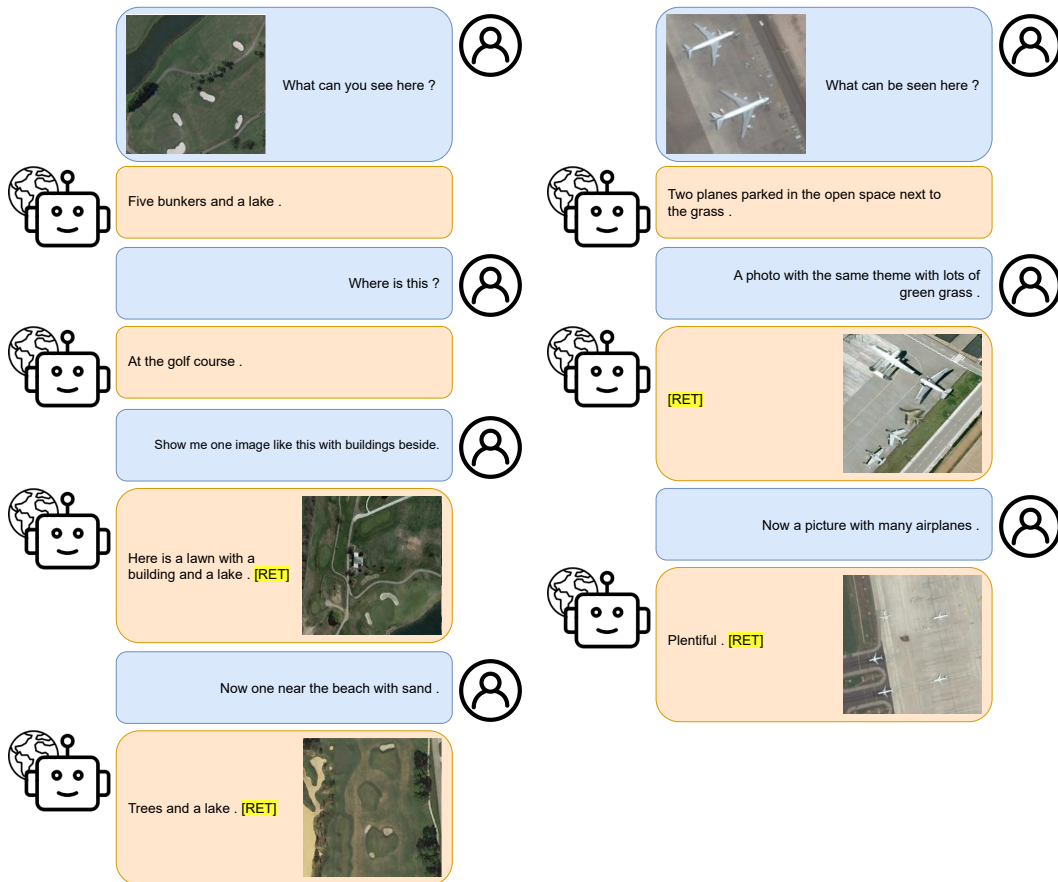 What can you see here ?
Five bunkers and a lake .
Where is this ?
At the golf course .
Show me one image like this with buildings beside.
Here is a lawn with a
building and a lake . [RET]
Now one near the beach with sand .
Trees and a lake . [RET]
What can be seen here ?
Two planes parked in the open space next to
the grass .
A photo with the same theme with lots of
green grass .
[RET]
Now a picture with many airplanes .
Plentiful . [RET]